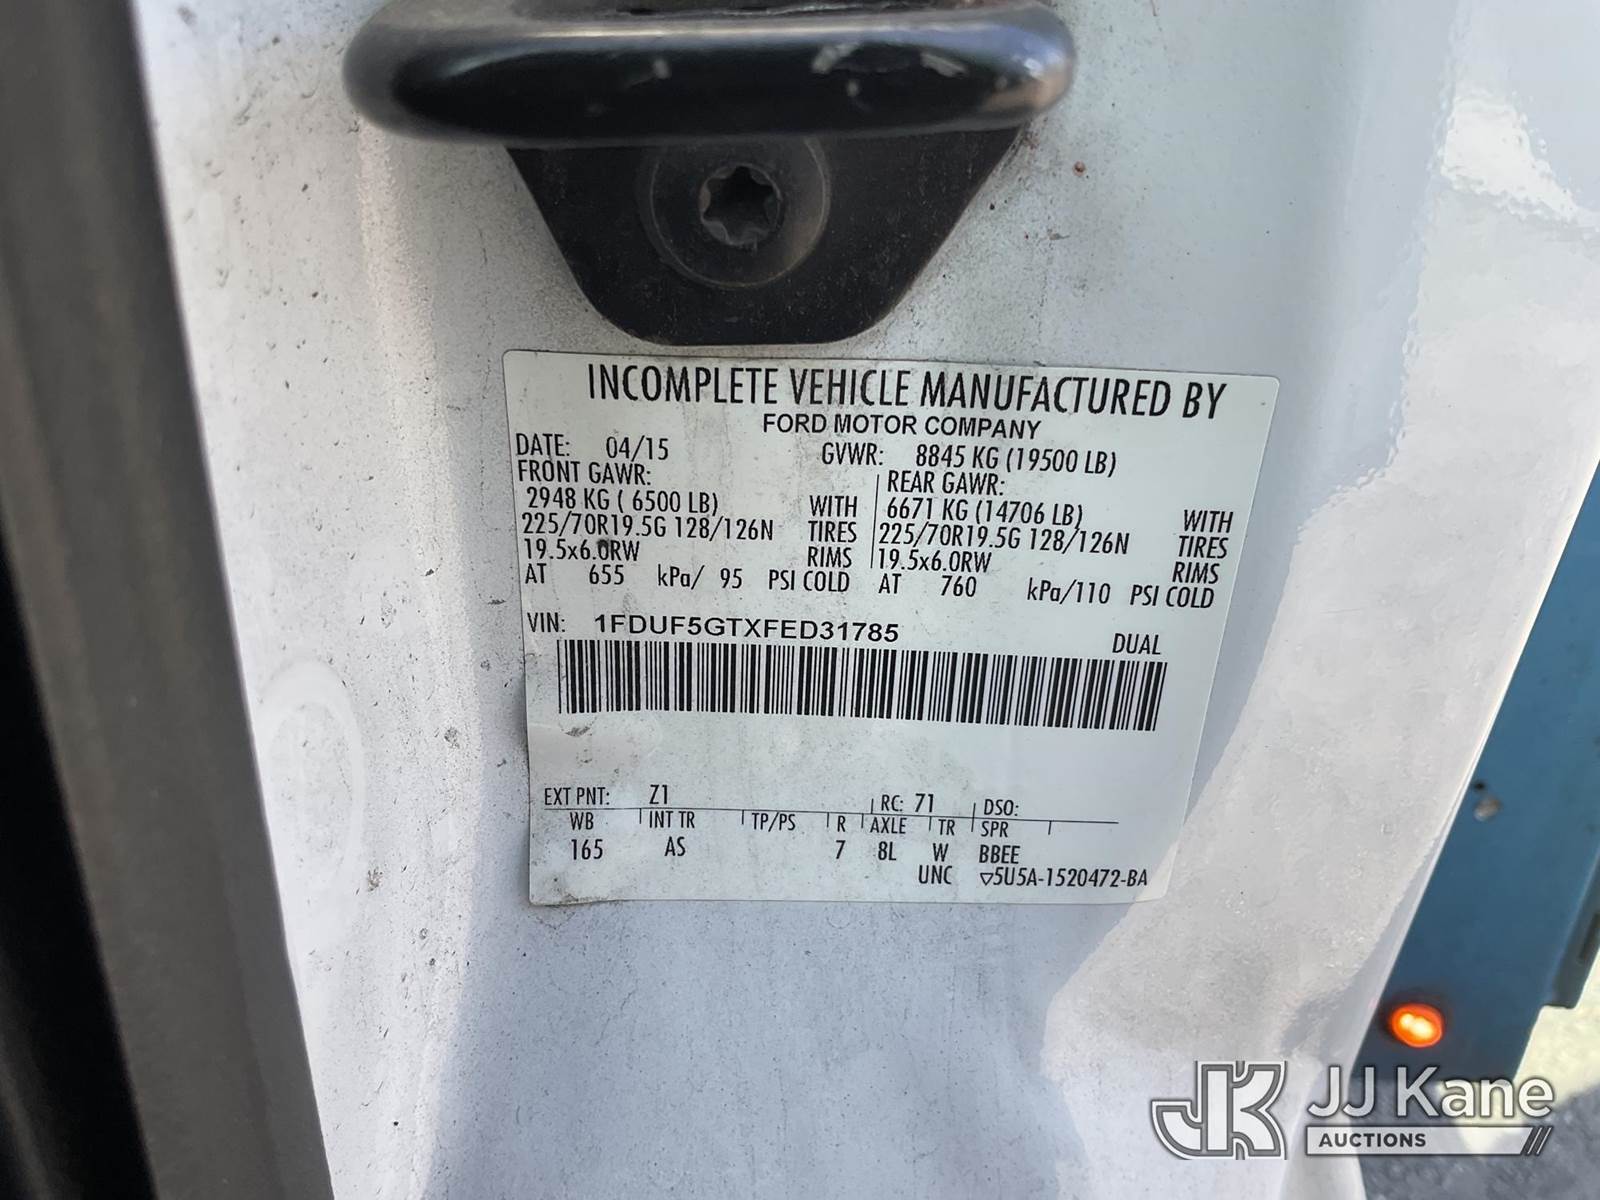 INCOMPLETE VEHICLE MANUFACTURED BY
FORD MOTOR COMPANY
DATE: 04/15 GVWR: 8845 KG (19500 LB)
FRONT GAWR: REAR GAWR:
2948 KG ( 6500 LB) WITH 6671 KG (14706 LB) WITH
225/70R19.5G 128/126N TIRES 225/70R19.5G 128/126N TIRES
19.5x6.0RW RIMS 19.5x6.0RW RIMS
AT 655 kPa/ 95 PSI COLD AT 760 kPa/110 PSI COLD
VIN: 1FDUF5GTXFED31785 DUAL
EXT PNT: Z1 RC: 71 DSO:
WB INT TR TP/PS R AXLE TR SPR
165 AS 7 8L W BBEE
UNC ▽5U5A-1520472-BA
JK JJ Kane
AUCTIONS